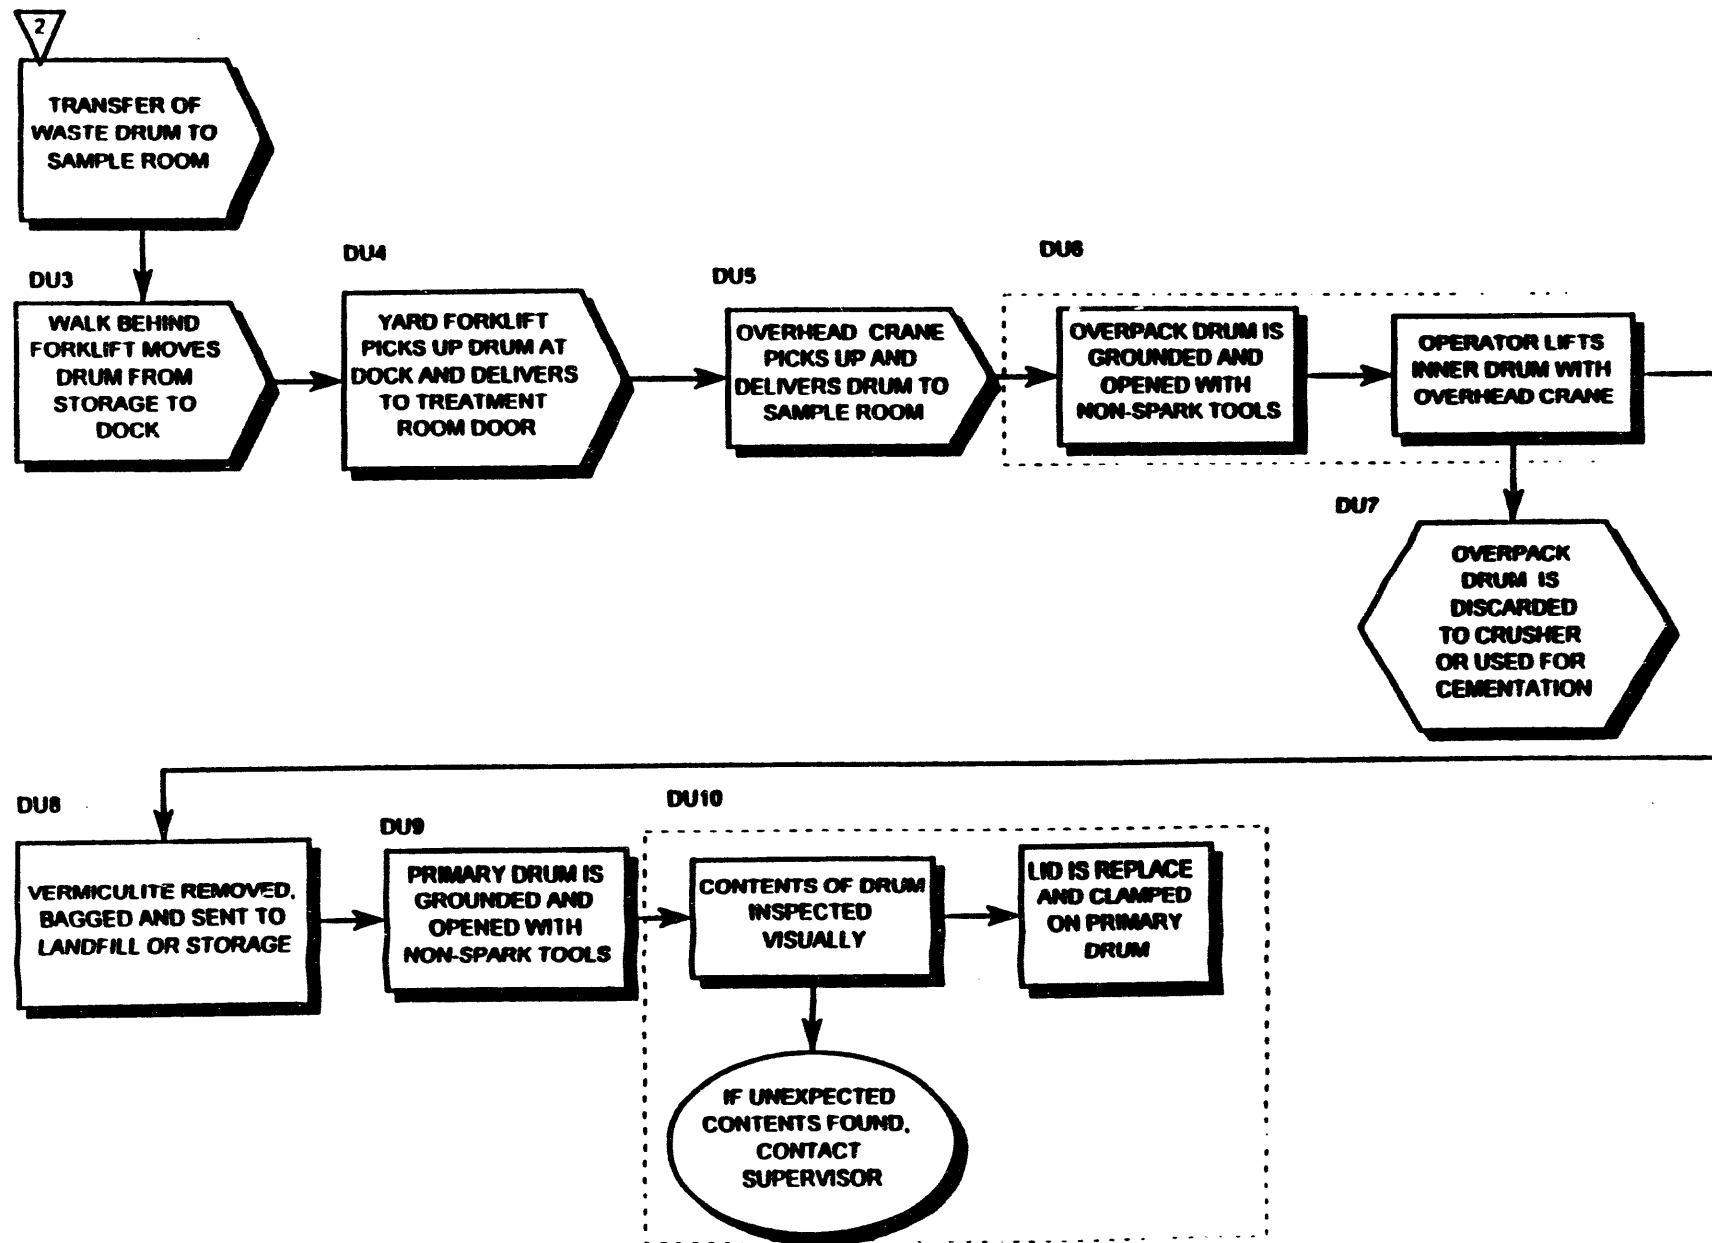 2
TRANSFER OF
WASTE DRUM TO
SAMPLE ROOM
DU3
WALK BEHIND
FORKLIFT MOVES
DRUM FROM
STORAGE TO
DOCK
DU4
YARD FORKLIFT
PICKS UP DRUM AT
DOCK AND DELIVERS
TO TREATMENT
ROOM DOOR
DU5
OVERHEAD CRANE
PICKS UP AND
DELIVERS DRUM TO
SAMPLE ROOM
DU6
OVERPACK DRUM IS
GROUNDED AND
OPENED WITH
NON-SPARK TOOLS
OPERATOR LIFTS
INNER DRUM WITH
OVERHEAD CRANE
DU7
OVERPACK
DRUM IS
DISCARDED
TO CRUSHER
OR USED FOR
CEMENTATION
DU8
VERMICULITE REMOVED,
BAGGED AND SENT TO
LANDFILL OR STORAGE
DU9
PRIMARY DRUM IS
GROUNDED AND
OPENED WITH
NON-SPARK TOOLS
DU10
CONTENTS OF DRUM
INSPECTED
VISUALLY
LID IS REPLACE
AND CLAMPED
ON PRIMARY
DRUM
IF UNEXPECTED
CONTENTS FOUND,
CONTACT
SUPERVISOR